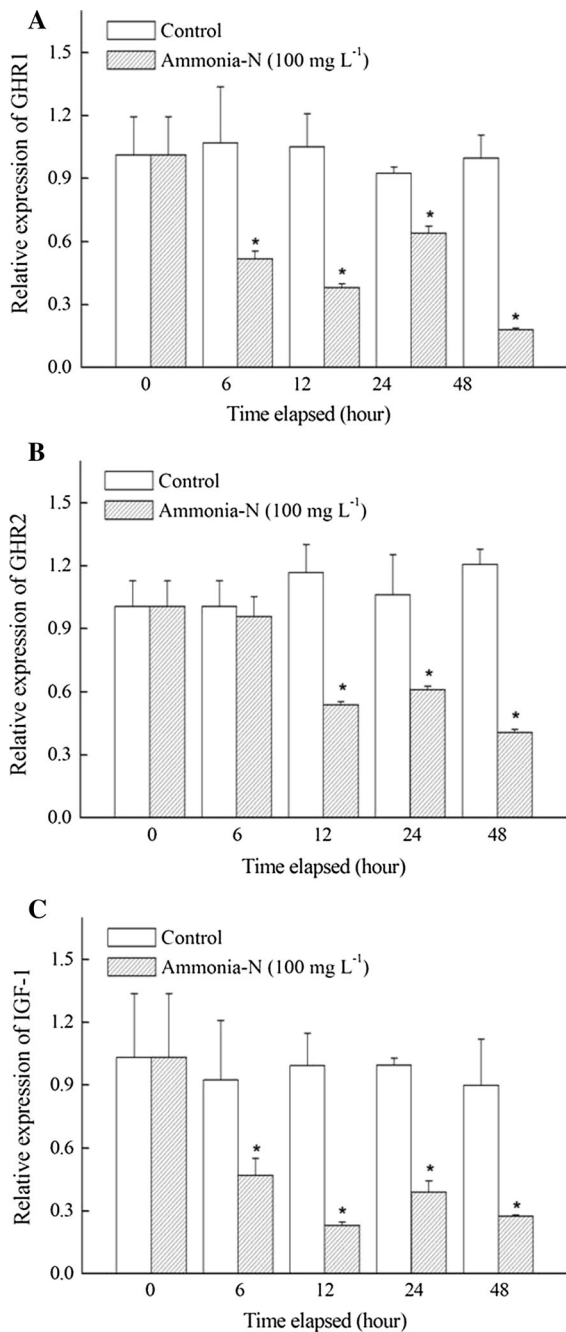 A
Control
Ammonia-N (100 mg L⁻¹)
1.5
1.2
0.9
0.6
0.3
0.0
Relative expression of GHR1
* * * *
0 6 12 24 48
Time elapsed (hour)
B
Control
Ammonia-N (100 mg L⁻¹)
1.5
1.2
0.9
0.6
0.3
0.0
Relative expression of GHR2
* * *
0 6 12 24 48
Time elapsed (hour)
C
Control
Ammonia-N (100 mg L⁻¹)
1.5
1.2
0.9
0.6
0.3
0.0
Relative expression of IGF-1
* * * *
0 6 12 24 48
Time elapsed (hour)